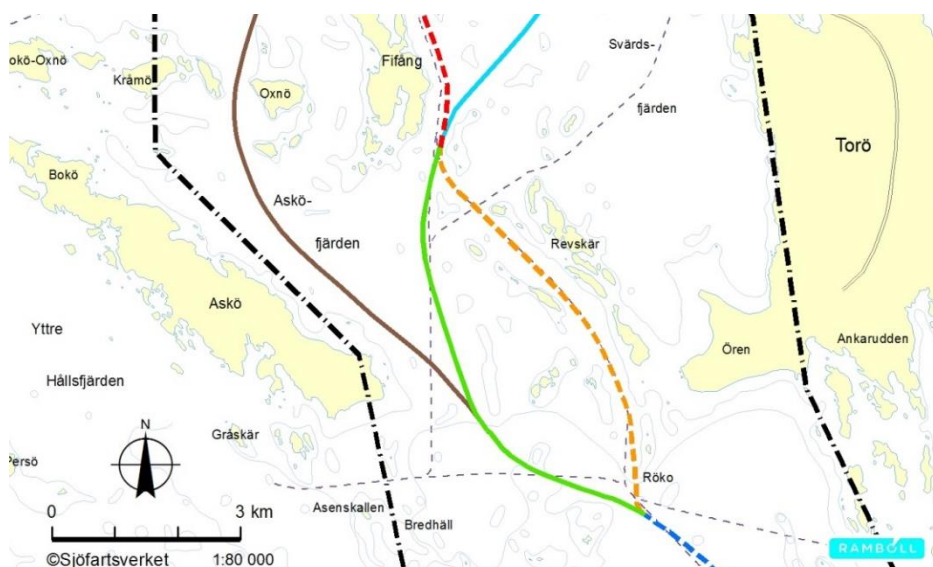 Svärds-
Fifång
okö-Oxnö
Kråmö
Oxnö
fjärden
Torö
Bokö
Askö-
fjärden
Revskär
Askö
Yttre
Ören
Ankarudden
Hållsfjärden
Gråskär
N
Persö
Röko
0 3 km
Asenskallen
Bredhäll
1:80 000
©Sjöfartsverket
RAMBOLL